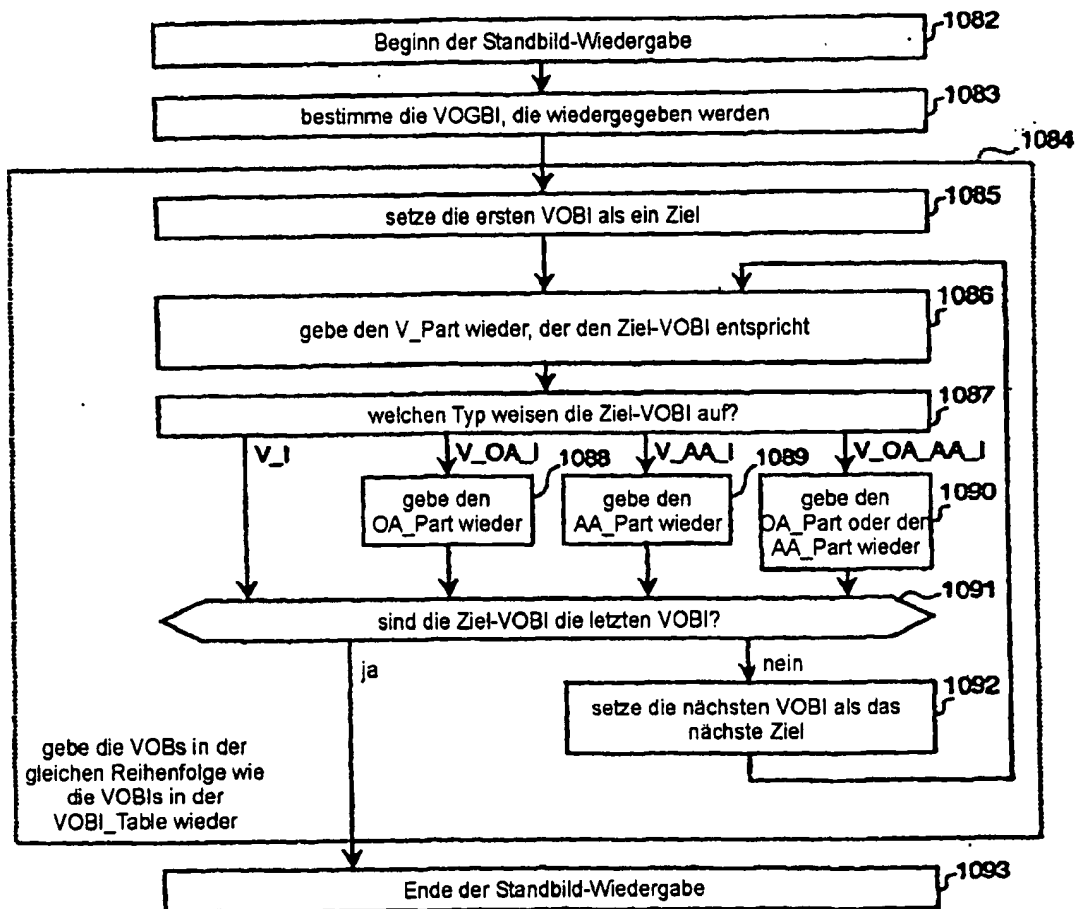 1082
Beginn der Standbild-Wiedergabe
1083
bestimme die VOGBI, die wiedergegeben werden
1084
1085
setze die ersten VOBI als ein Ziel
1086
gebe den V_Part wieder, der den Ziel-VOBI entspricht
1087
welchen Typ weisen die Ziel-VOBI auf?
V_I
V_OA_I
V_AA_I
V_OA_AA_I
1088
gebe den
OA_Part wieder
1089
gebe den
AA_Part wieder
1090
gebe den
OA_Part oder den
AA_Part wieder
1091
sind die Ziel-VOBI die letzten VOBI?
ja
nein
1092
setze die nächsten VOBI als das
nächste Ziel
gebe die VOBs in der
gleichen Reihenfolge wie
die VOBIs in der
VOBI_Table wieder
1093
Ende der Standbild-Wiedergabe